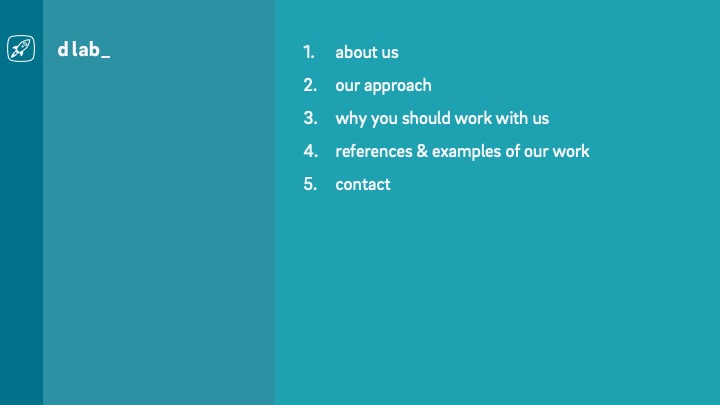 d lab_
1. about us
2. our approach
3. why you should work with us
4. references & examples of our work
5. contact